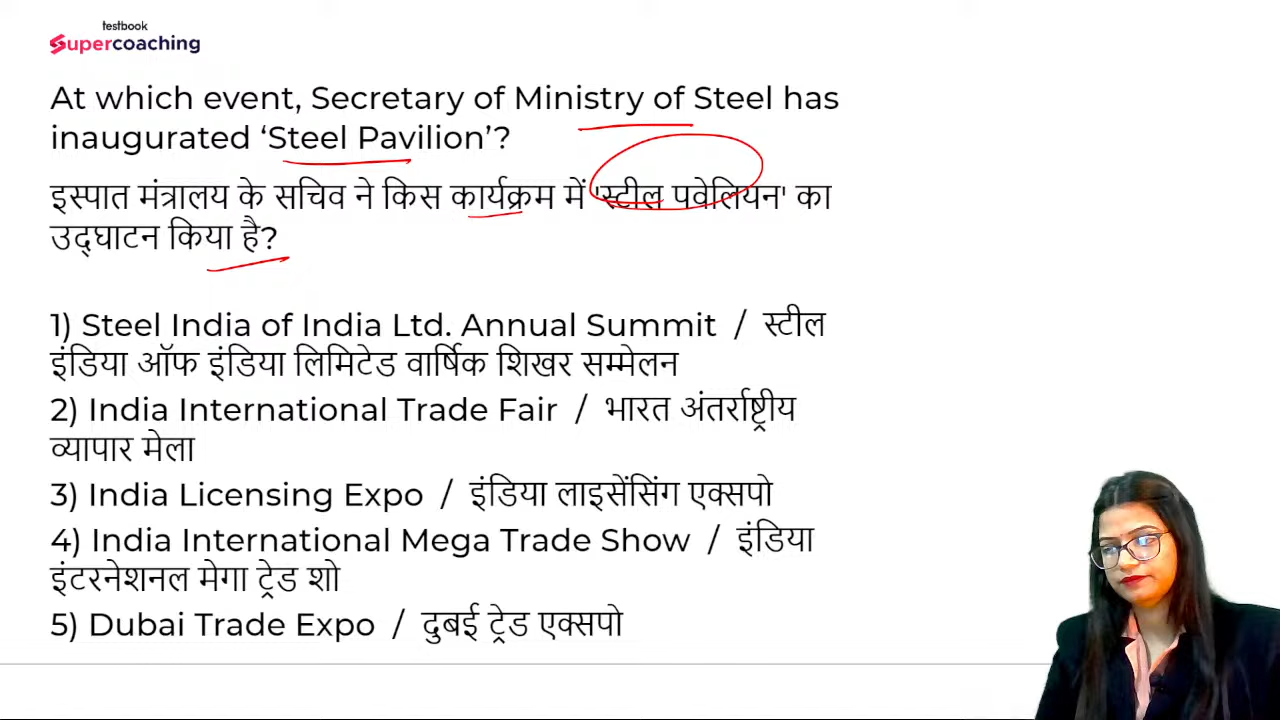 testbook
Supercoaching
At which event, Secretary of Ministry of Steel has
inaugurated ‘Steel Pavilion’?
इस्पात मंत्रालय के सचिव ने किस कार्यक्रम में 'स्टील पवेलियन' का
उद्घाटन किया है?
1) Steel India of India Ltd. Annual Summit / स्टील
इंडिया ऑफ इंडिया लिमिटेड वार्षिक शिखर सम्मेलन
2) India International Trade Fair / भारत अंतर्राष्ट्रीय
व्यापार मेला
3) India Licensing Expo / इंडिया लाइसेंसिंग एक्सपो
4) India International Mega Trade Show / इंडिया
इंटरनेशनल मेगा ट्रेड शो
5) Dubai Trade Expo / दुबई ट्रेड एक्सपो